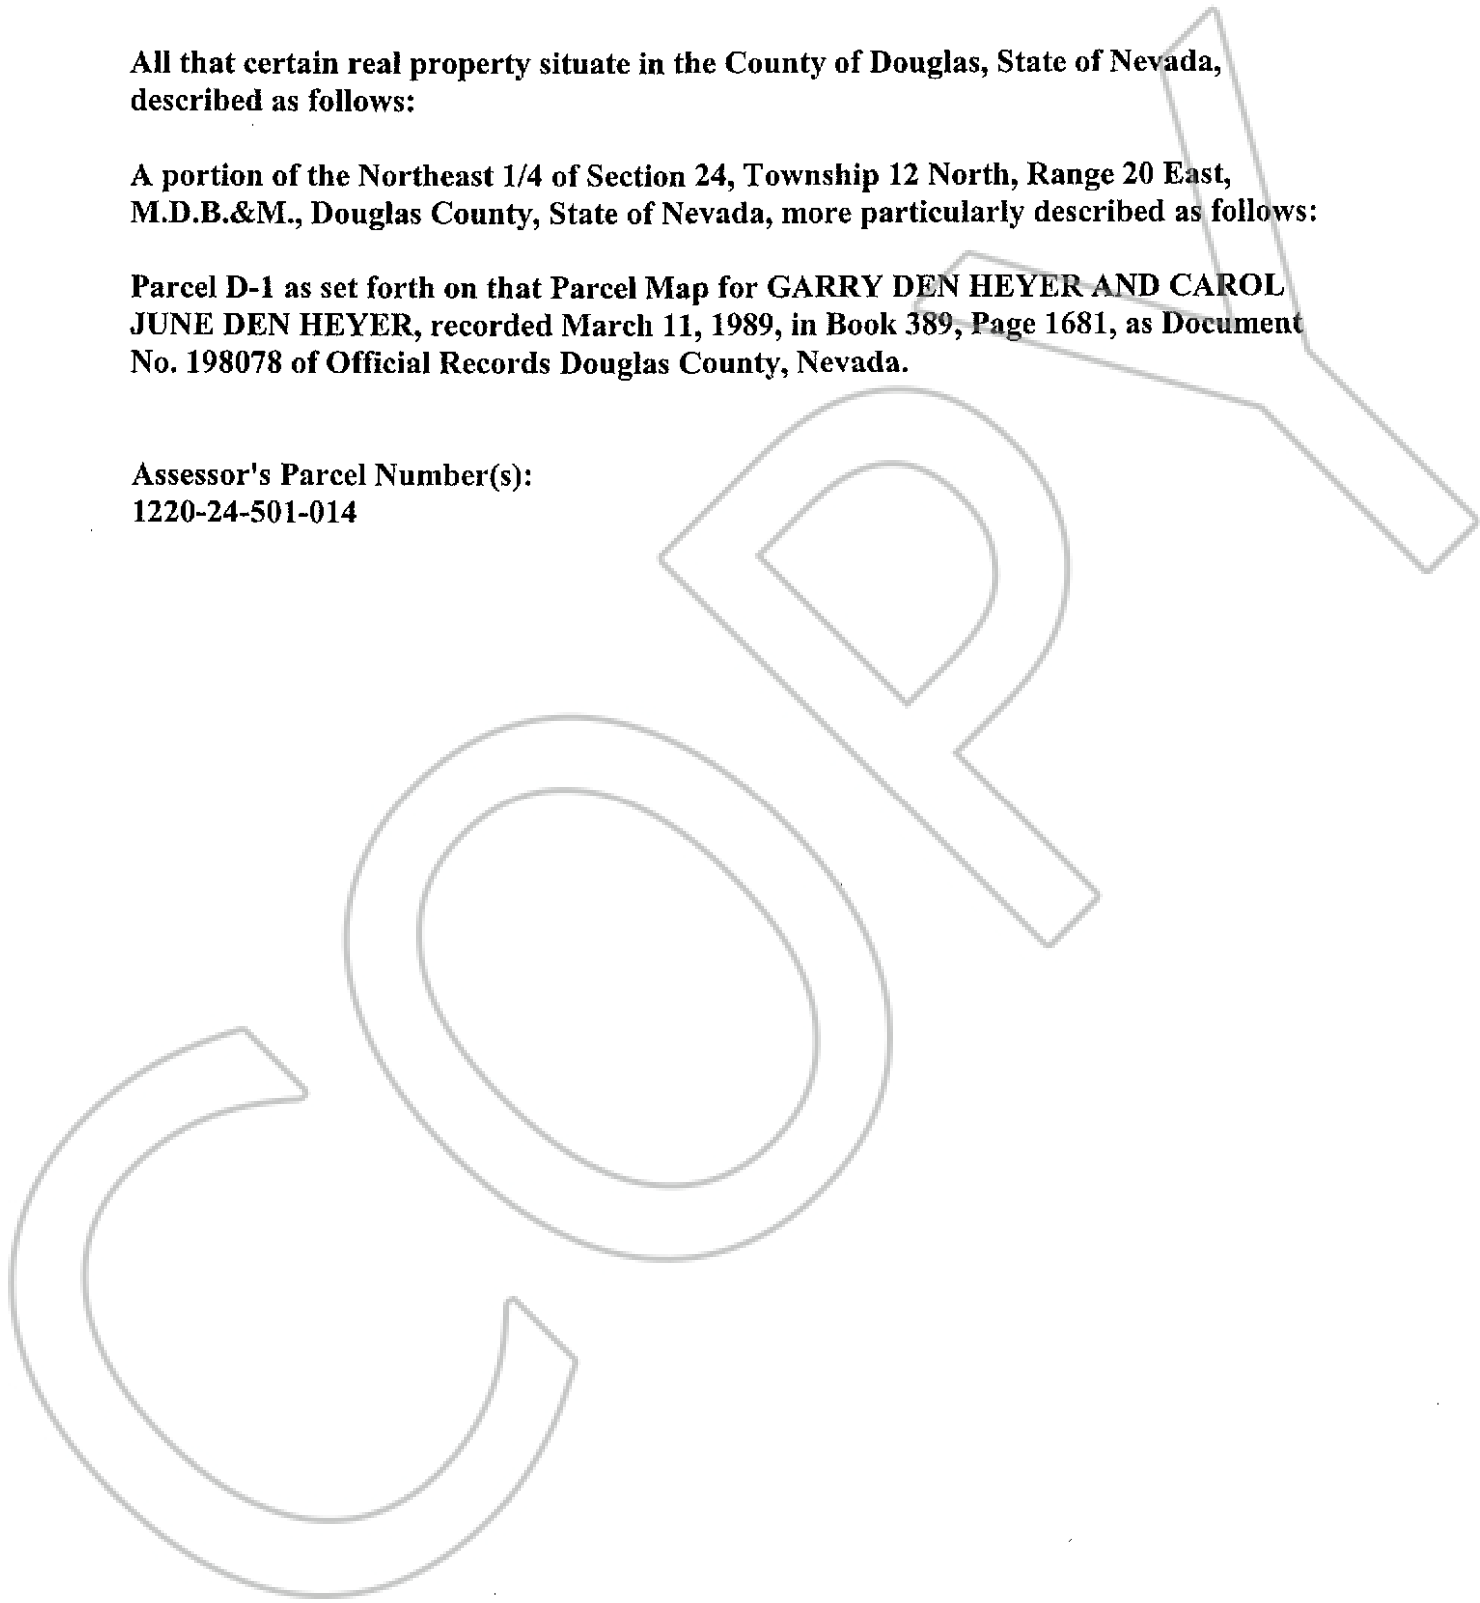 All that certain real property situate in the County of Douglas, State of Nevada,
described as follows:
A portion of the Northeast 1/4 of Section 24, Township 12 North, Range 20 East,
M.D.B.&M., Douglas County, State of Nevada, more particularly described as follows:
Parcel D-1 as set forth on that Parcel Map for GARRY DEN HEYER AND CAROL
JUNE DEN HEYER, recorded March 11, 1989, in Book 389, Page 1681, as Document
No. 198078 of Official Records Douglas County, Nevada.
Assessor's Parcel Number(s):
1220-24-501-014
COPY